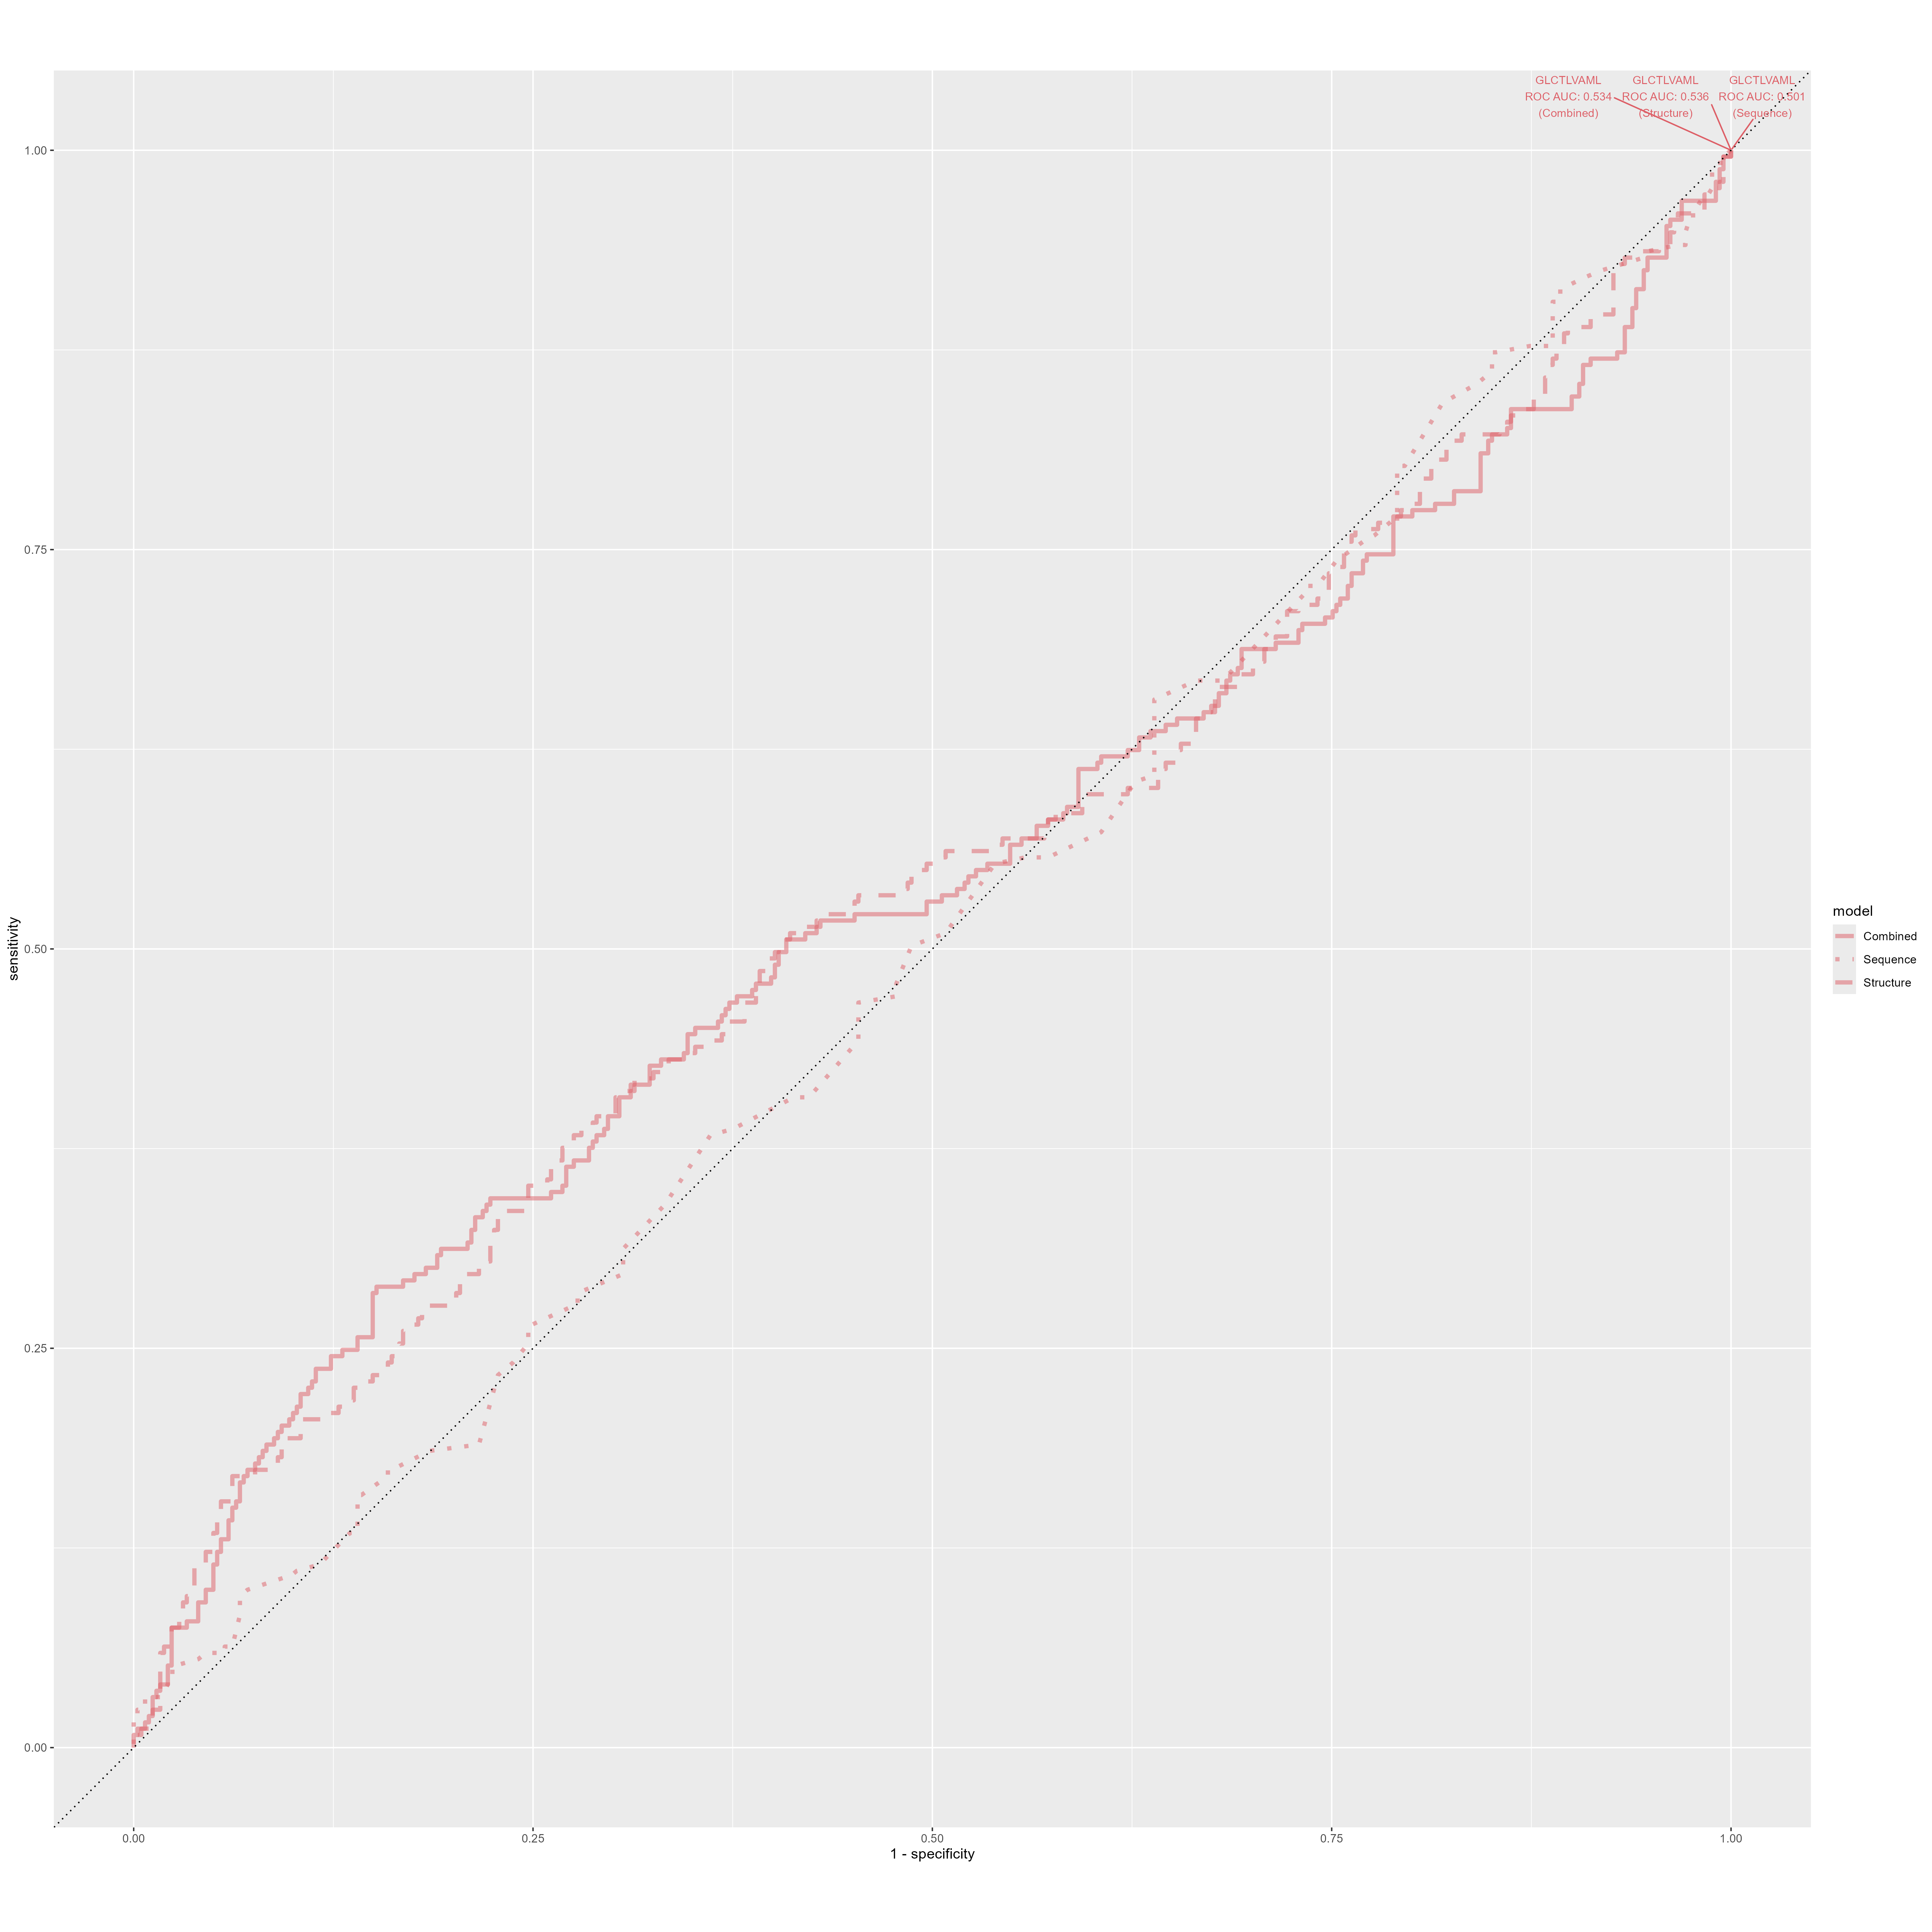 GLCTLVAML
ROC AUC: 0.534
(Combined)
GLCTLVAML
ROC AUC: 0.536
(Structure)
GLCTLVAML
ROC AUC: 0.501
(Sequence)
1.00
0.75
0.50
0.25
0.00
sensitivity
0.00
0.25
0.50
0.75
1.00
1 - specificity
model
Combined
Sequence
Structure